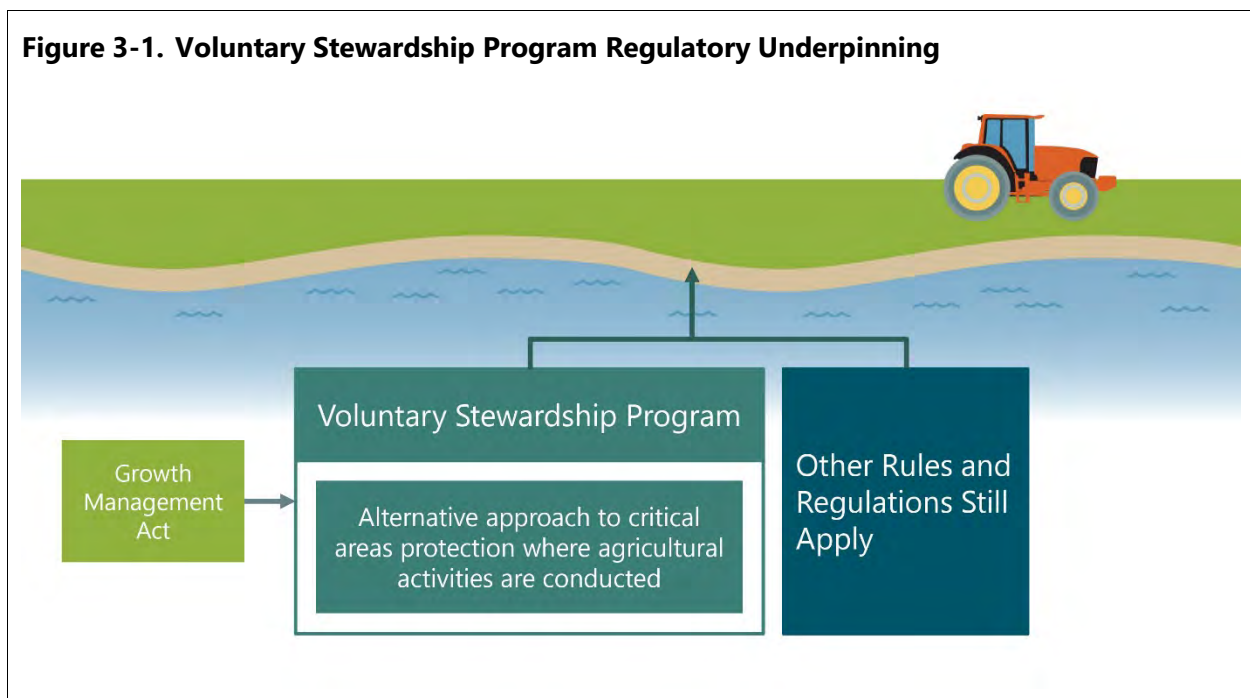 Figure 3-1. Voluntary Stewardship Program Regulatory Underpinning
Growth
Management
Act
Voluntary Stewardship Program
Alternative approach to critical
areas protection where agricultural
activities are conducted
Other Rules and
Regulations Still
Apply